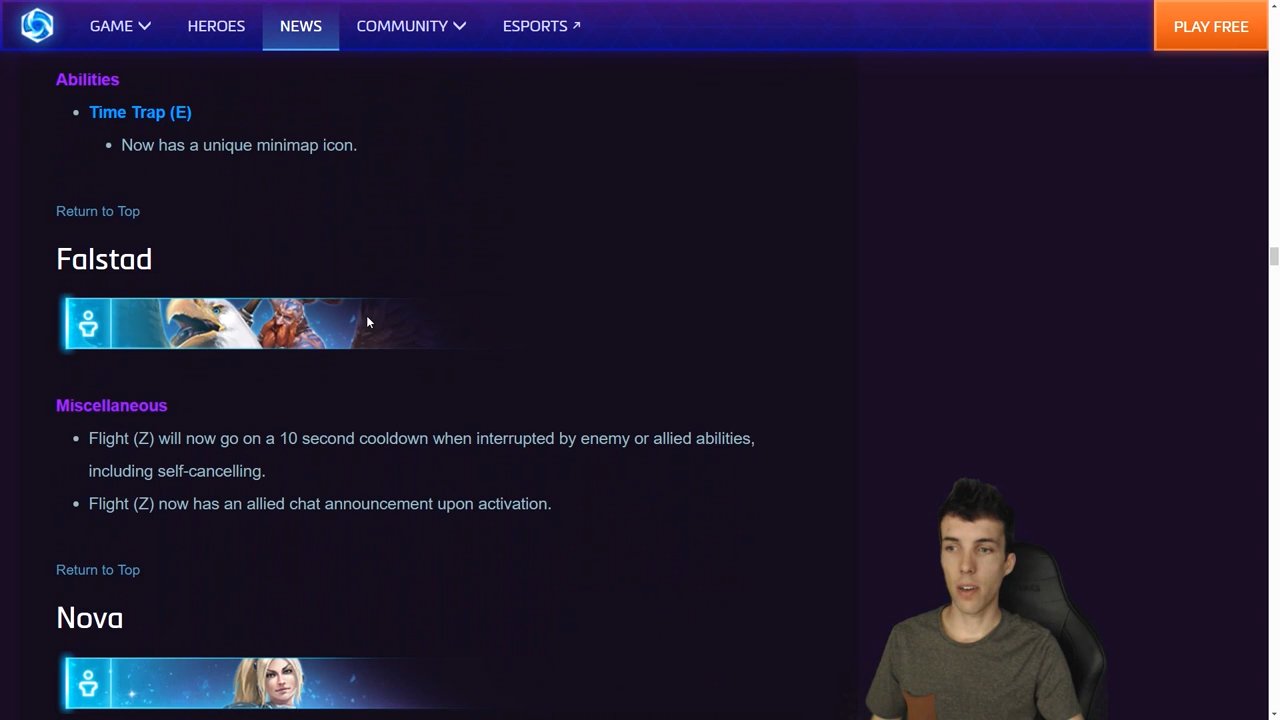 GAME HEROES NEWS COMMUNITY ESPORTS PLAY FREE
Abilities
Time Trap (E)
Now has a unique minimap icon.
Return to Top
Falstad
Miscellaneous
Flight (Z) will now go on a 10 second cooldown when interrupted by enemy or allied abilities,
including self-cancelling.
Flight (Z) now has an allied chat announcement upon activation.
Return to Top
Nova